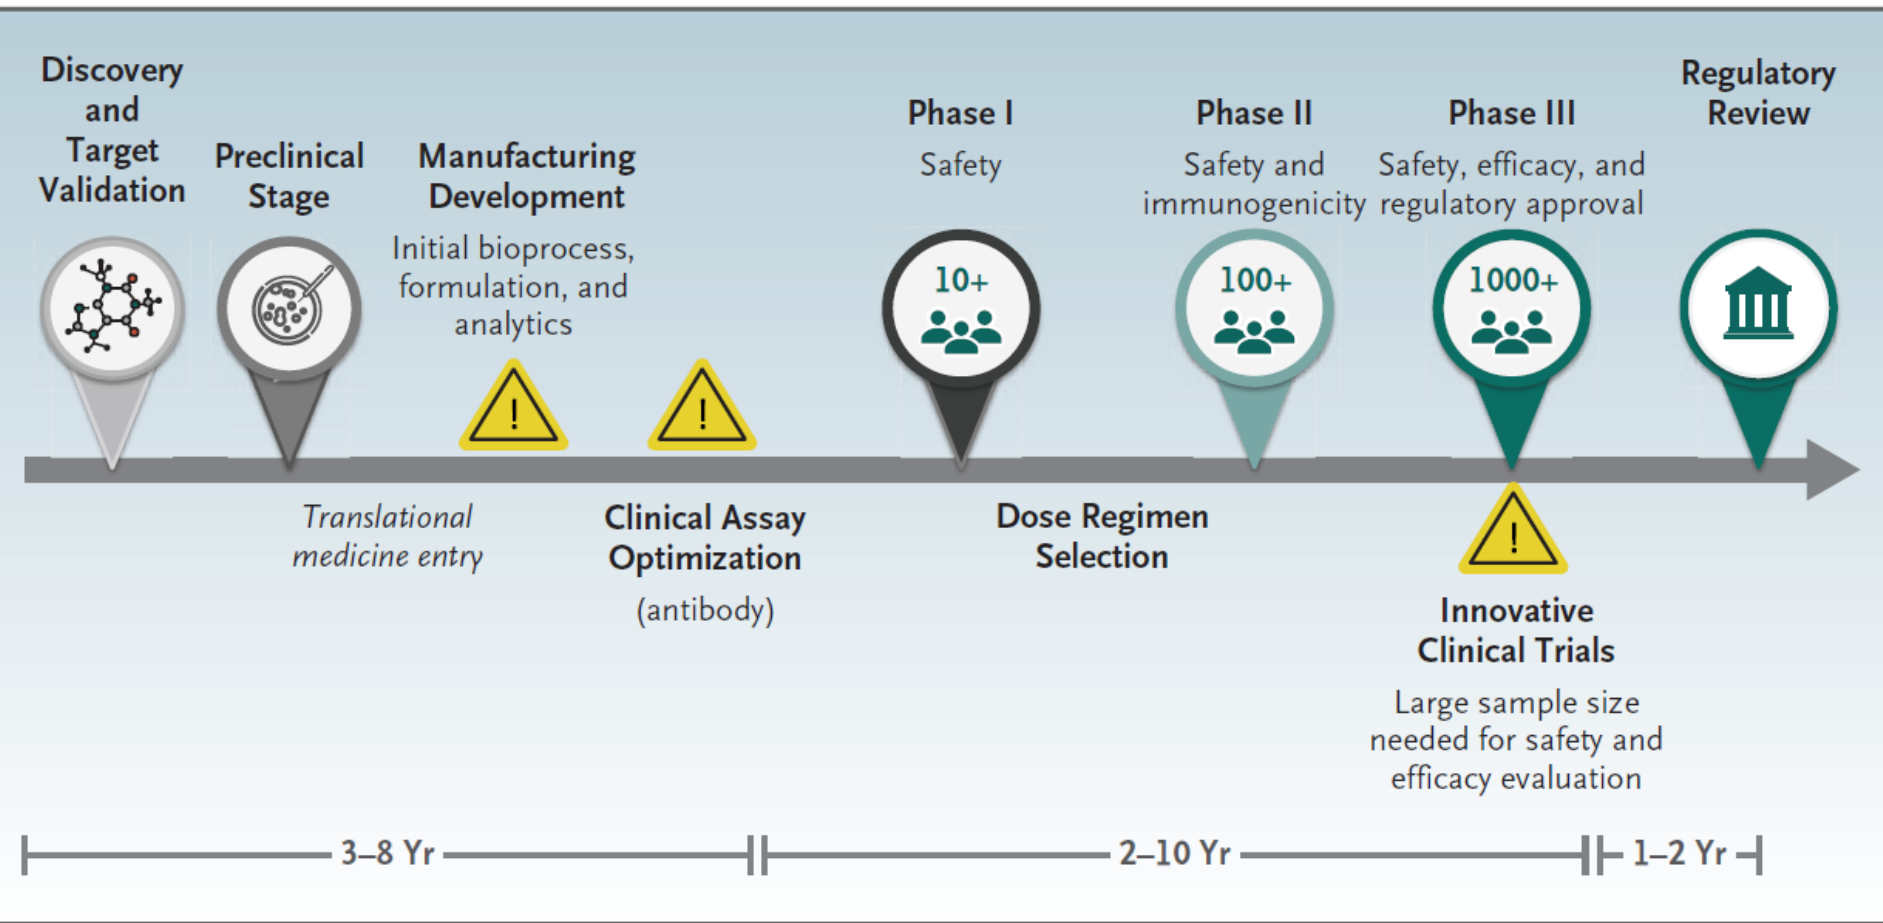 Discovery
and
Target
Validation
Preclinical
Stage
Manufacturing
Development
Initial bioprocess,
formulation, and
analytics
!
!
Translational
medicine entry
Clinical Assay
Optimization
(antibody)
Phase I
Safety
10+
Dose Regimen
Selection
Phase II
Safety and
immunogenicity
100+
Phase III
Safety, efficacy, and
regulatory approval
1000+
!
Innovative
Clinical Trials
Large sample size
needed for safety and
efficacy evaluation
Regulatory
Review
3–8 Yr
2–10 Yr
1–2 Yr